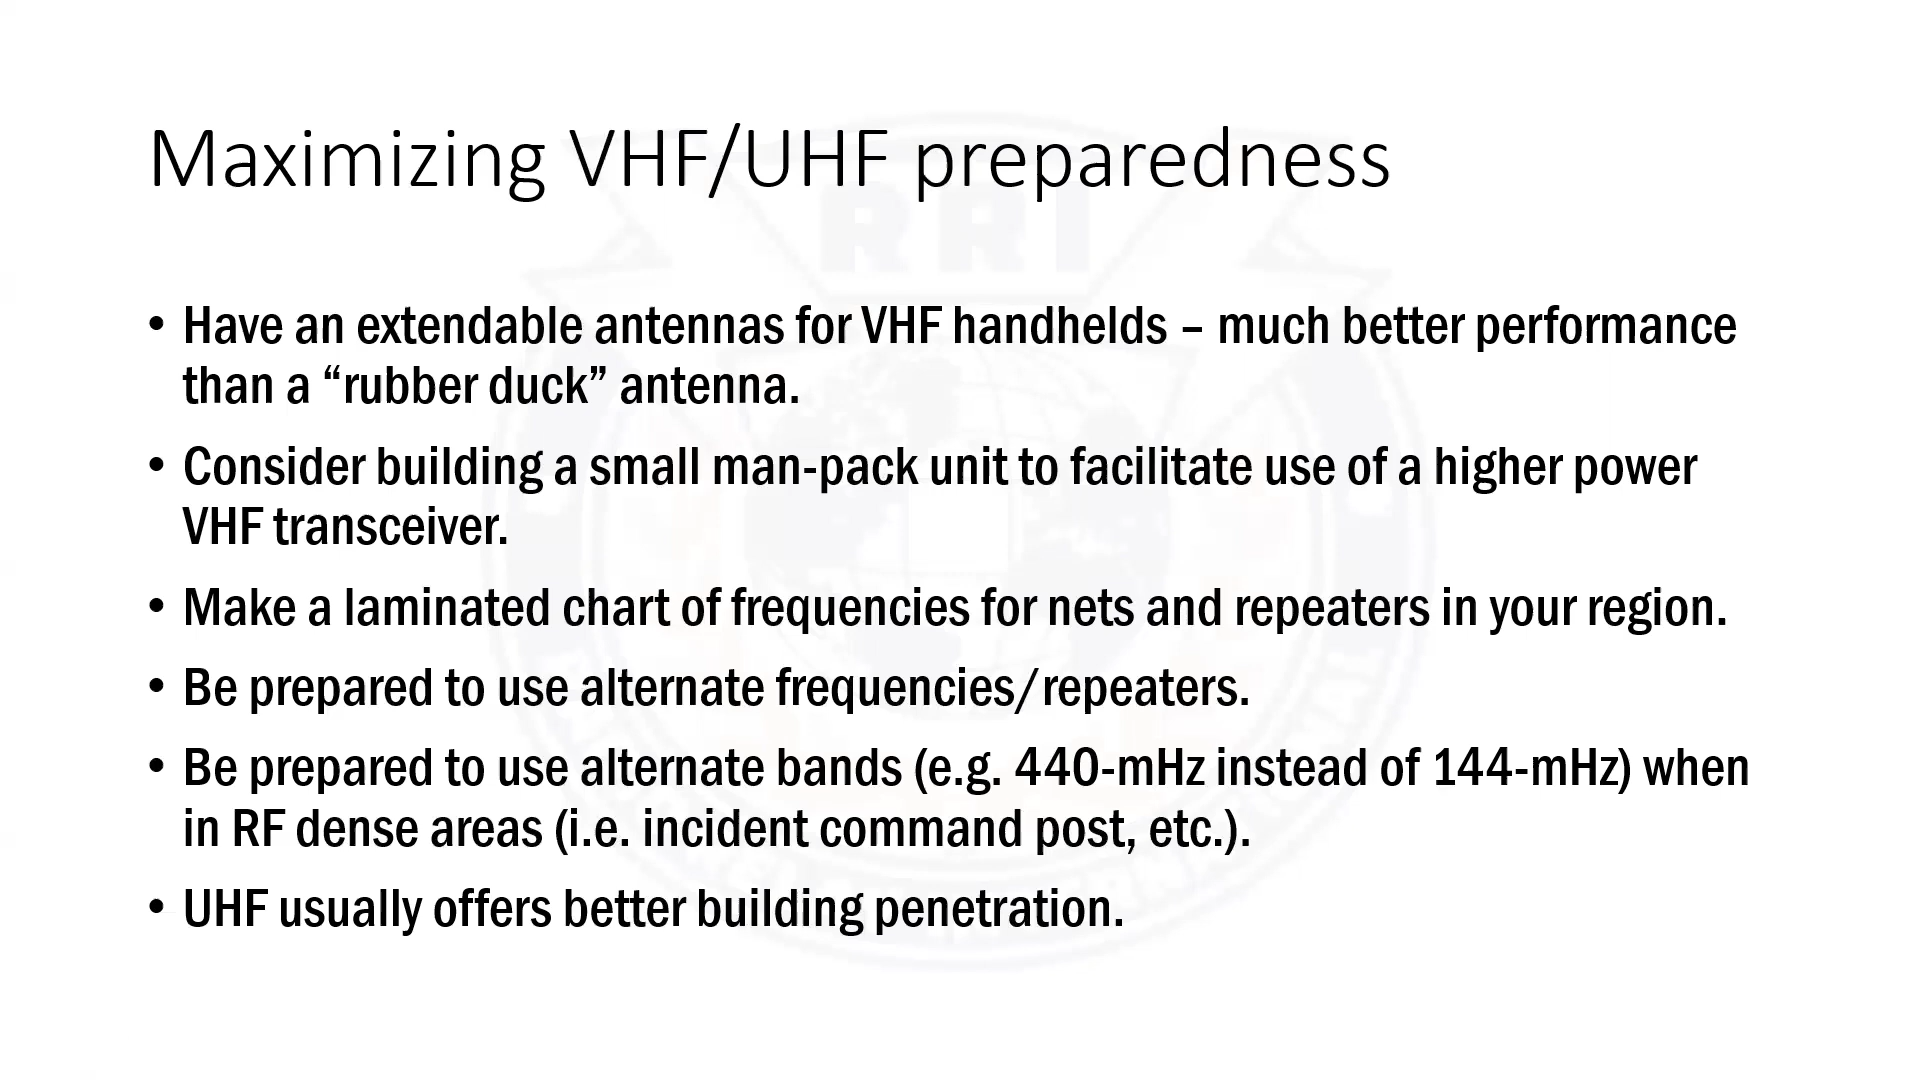 Maximizing VHF/UHF preparedness
RRI
• Have an extendable antennas for VHF handhelds – much better performance
than a “rubber duck” antenna.
• Consider building a small man-pack unit to facilitate use of a higher power
VHF transceiver.
• Make a laminated chart of frequencies for nets and repeaters in your region.
• Be prepared to use alternate frequencies/repeaters.
• Be prepared to use alternate bands (e.g. 440-mHz instead of 144-mHz) when
in RF dense areas (i.e. incident command post, etc.).
• UHF usually offers better building penetration.